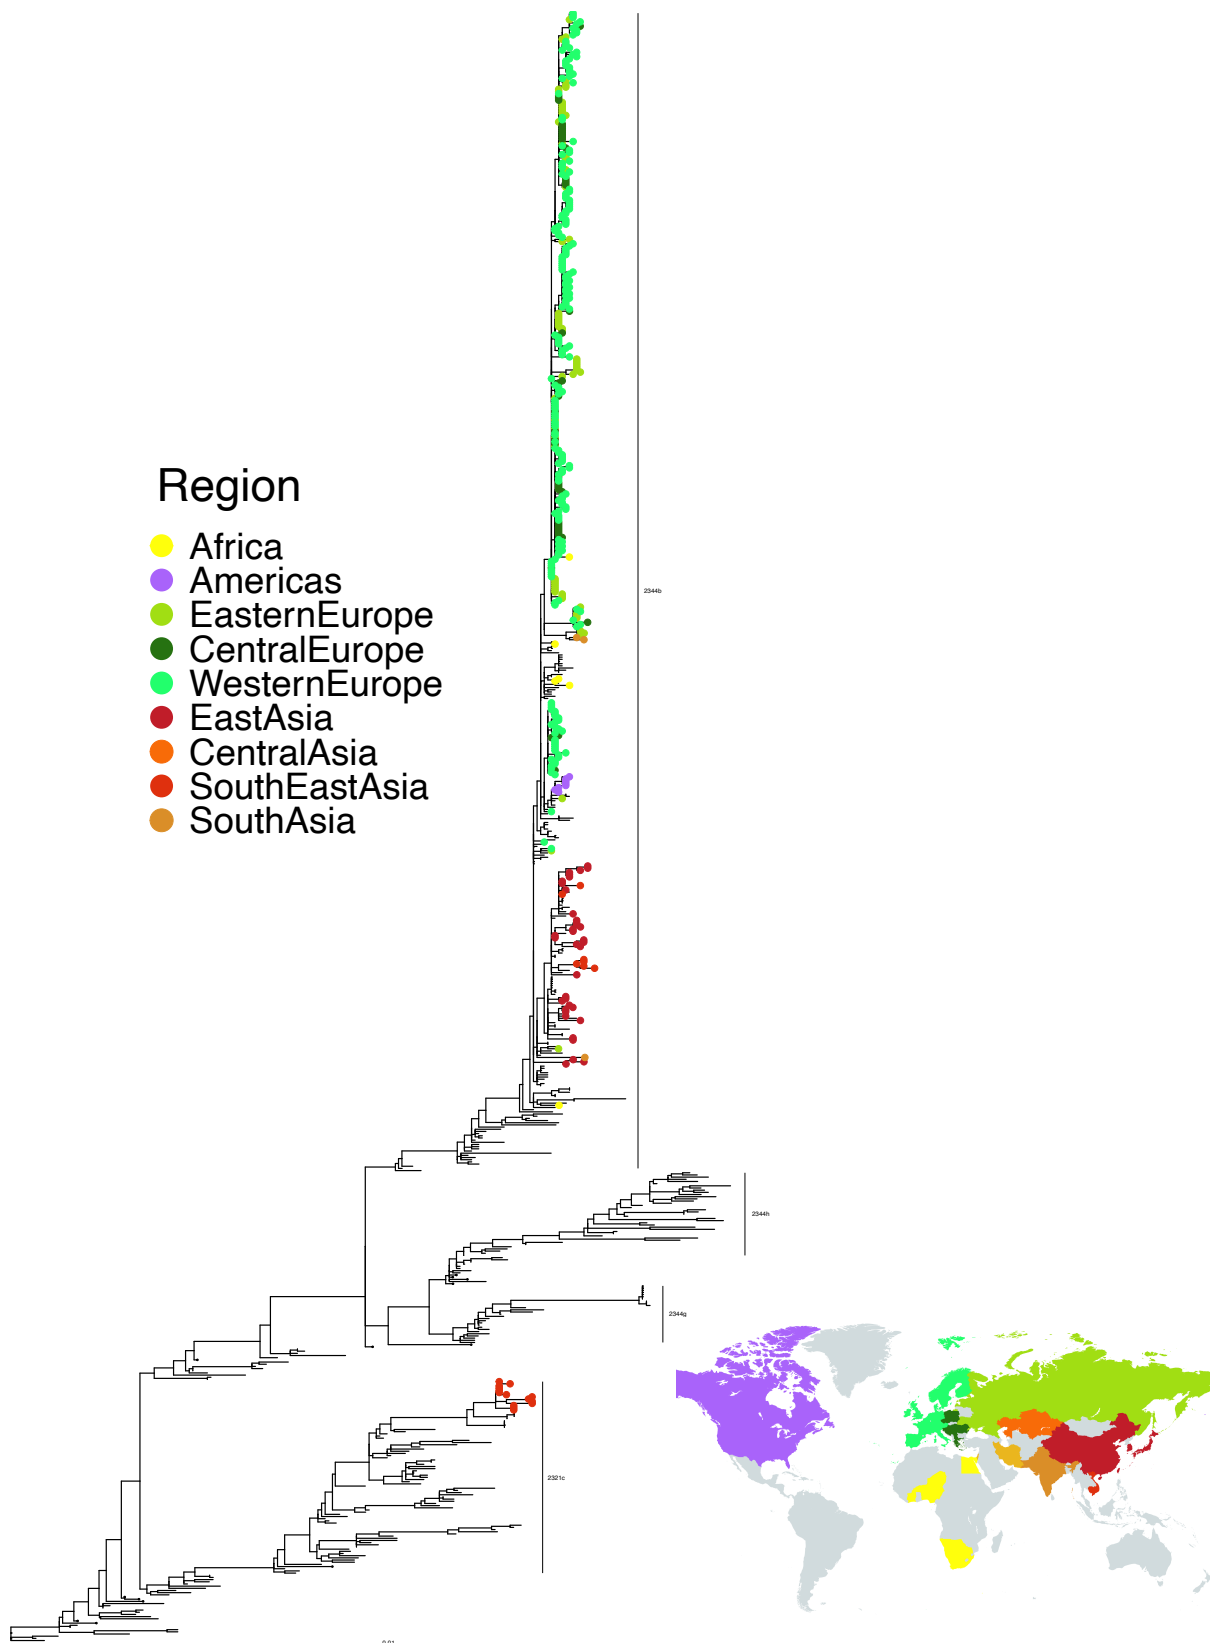 Region
Africa
Americas
EasternEurope
CentralEurope
WesternEurope
EastAsia
CentralAsia
SouthEastAsia
SouthAsia
2344b
2344h
2344g
2321c